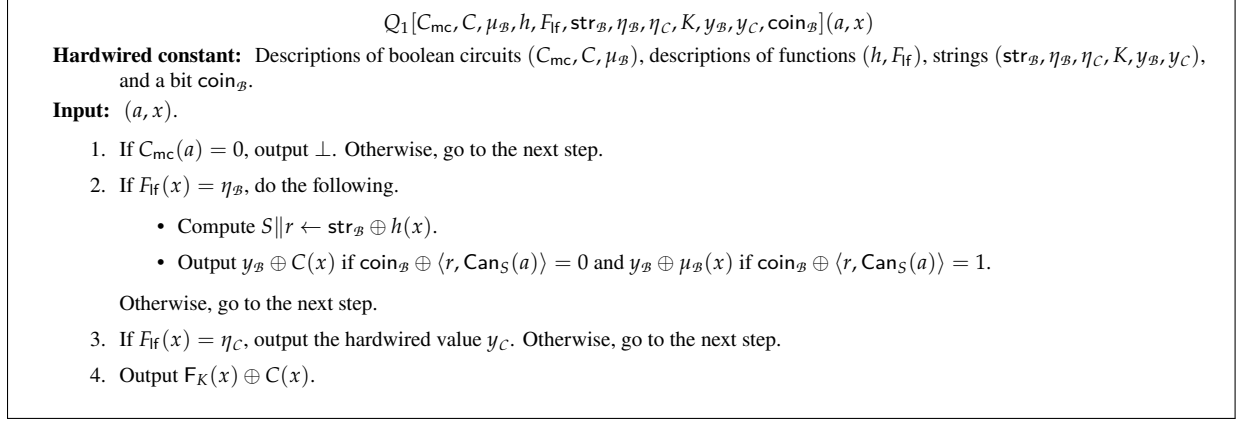 Q₁[C_mc, C, μ_ℬ, h, F_lf, str_ℬ, η_ℬ, η_𝒞, K, y_ℬ, y_𝒞, coin_ℬ](a, x)
Hardwired constant: Descriptions of boolean circuits (C_mc, C, μ_ℬ), descriptions of functions (h, F_lf), strings (str_ℬ, η_ℬ, η_𝒞, K, y_ℬ, y_𝒞),
and a bit coin_ℬ.
Input: (a, x).
1. If C_mc(a) = 0, output ⊥. Otherwise, go to the next step.
2. If F_lf(x) = η_ℬ, do the following.
• Compute S‖r ← str_ℬ ⊕ h(x).
• Output y_ℬ ⊕ C(x) if coin_ℬ ⊕ ⟨r, Can_S(a)⟩ = 0 and y_ℬ ⊕ μ_ℬ(x) if coin_ℬ ⊕ ⟨r, Can_S(a)⟩ = 1.
Otherwise, go to the next step.
3. If F_lf(x) = η_𝒞, output the hardwired value y_𝒞. Otherwise, go to the next step.
4. Output F_K(x) ⊕ C(x).